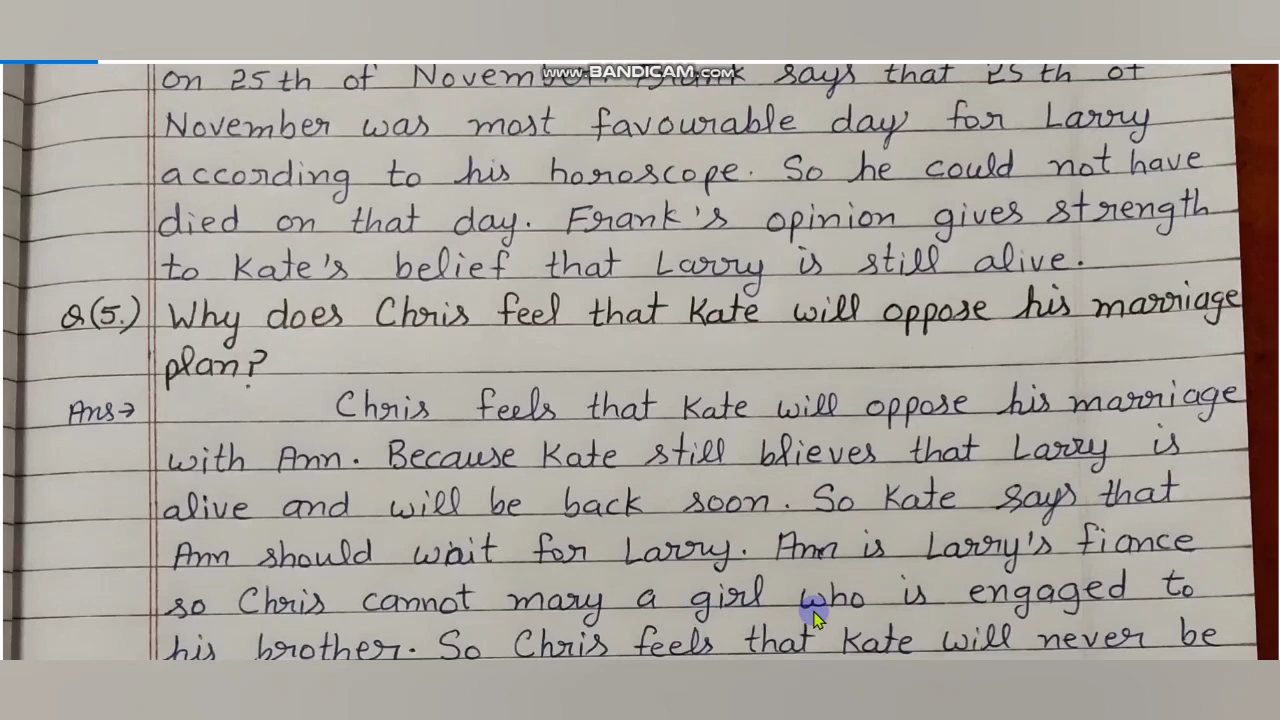 www.BANDICAM.com
on 25th of November. Frank says that 25th of
November was most favourable day for Larry
according to his horoscope. So he could not have
died on that day. Frank's opinion gives strength
to Kate's belief that Larry is still alive.
Q(5.) Why does Chris feel that Kate will oppose his marriage
plan?
Ans→ Chris feels that Kate will oppose his marriage
with Ann. Because Kate still blieves that Larry is
alive and will be back soon. So Kate says that
Ann should wait for Larry. Ann is Larry's fiance
so Chris cannot mary a girl who is engaged to
his brother. So Chris feels that Kate will never be